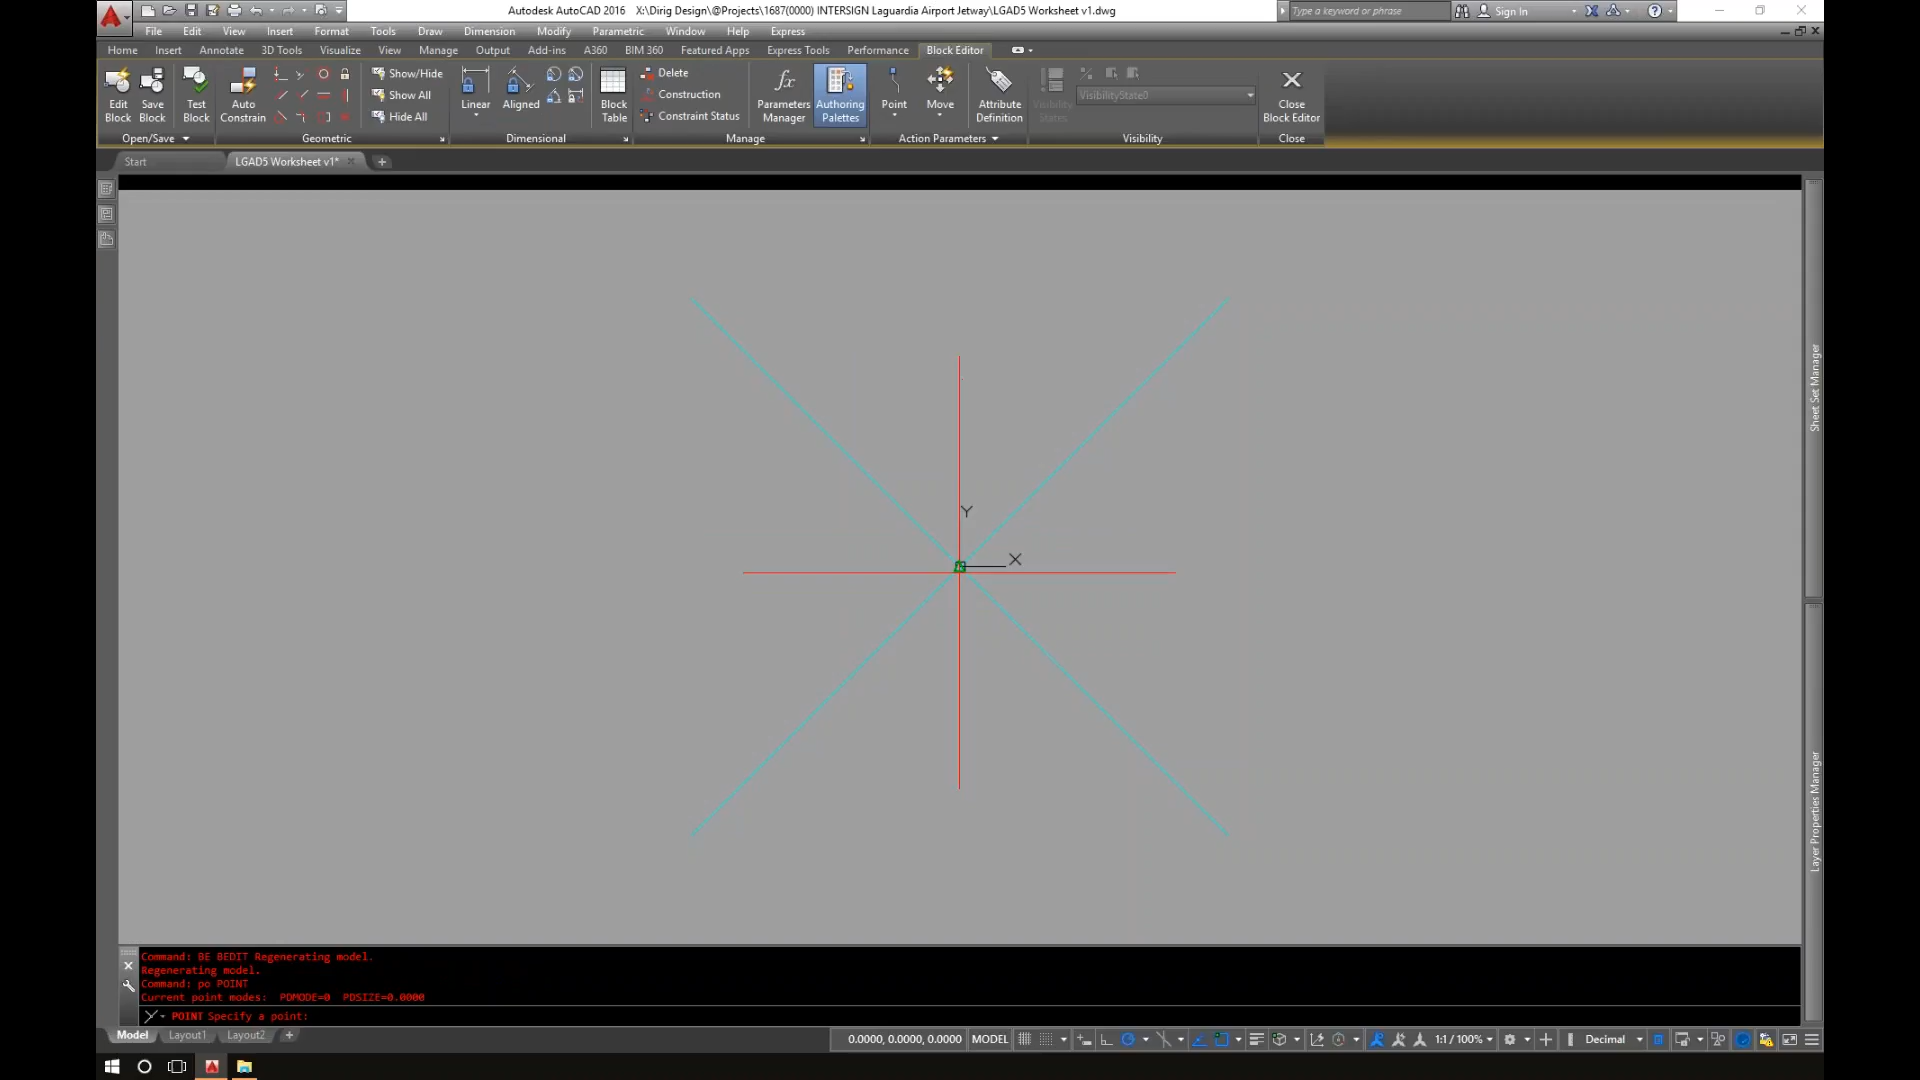 Autodesk AutoCAD 2016 X:\Dirig Design\@Projects\1687(0000) INTERSIGN Laguardia Airport Jetway\LGAD5 Worksheet v1.dwg
Type a keyword or phrase
Sign In
File Edit View Insert Format Tools Draw Dimension Modify Parametric Window Help Express
Home Insert Annotate 3D Tools Visualize View Manage Output Add-ins A360 BIM 360 Featured Apps Express Tools Performance Block Editor
Edit Block
Save Block
Test Block
Auto Constrain
Show/Hide
Show All
Hide All
Linear
Aligned
Block Table
Delete
Construction
Constraint Status
fx
Parameters Manager
Authoring Palettes
Point
Move
Attribute Definition
Visibility States
VisibilityState0
Close Block Editor
Open/Save
Geometric
Dimensional
Manage
Action Parameters
Visibility
Close
Start
LGAD5 Worksheet v1*
Sheet Set Manager
Y
X
Layer Properties Manager
Command: BE BEDIT Regenerating model.
Regenerating model.
Command: po POINT
Current point modes: PDMODE=0 PDSIZE=0.0000
POINT Specify a point:
Model Layout1 Layout2 +
0.0000, 0.0000, 0.0000 MODEL
1:1 / 100%
Decimal